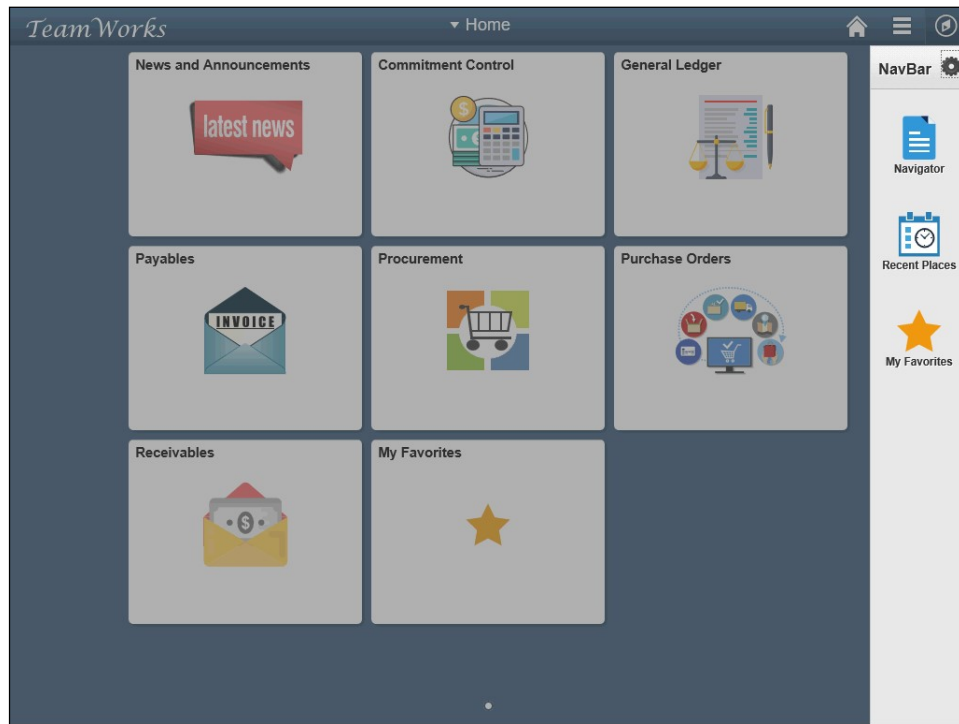 TeamWorks
Home
NavBar
News and Announcements
Commitment Control
General Ledger
latest news
Navigator
Recent Places
Payables
Procurement
Purchase Orders
INVOICE
My Favorites
Receivables
My Favorites